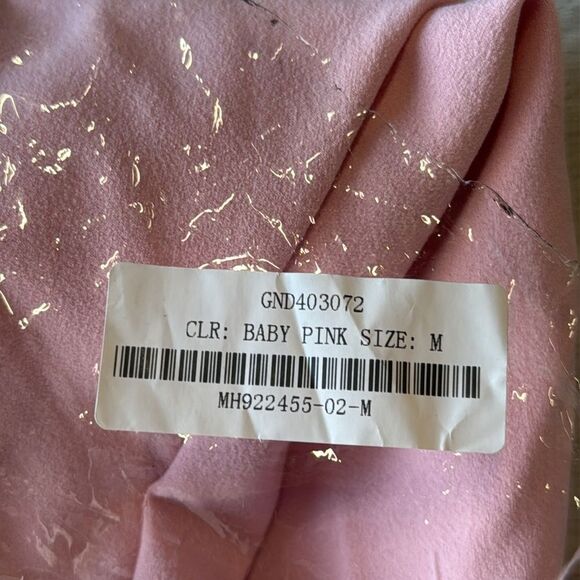 GND403072
CLR: BABY PINK SIZE: M
MH922455-02-M